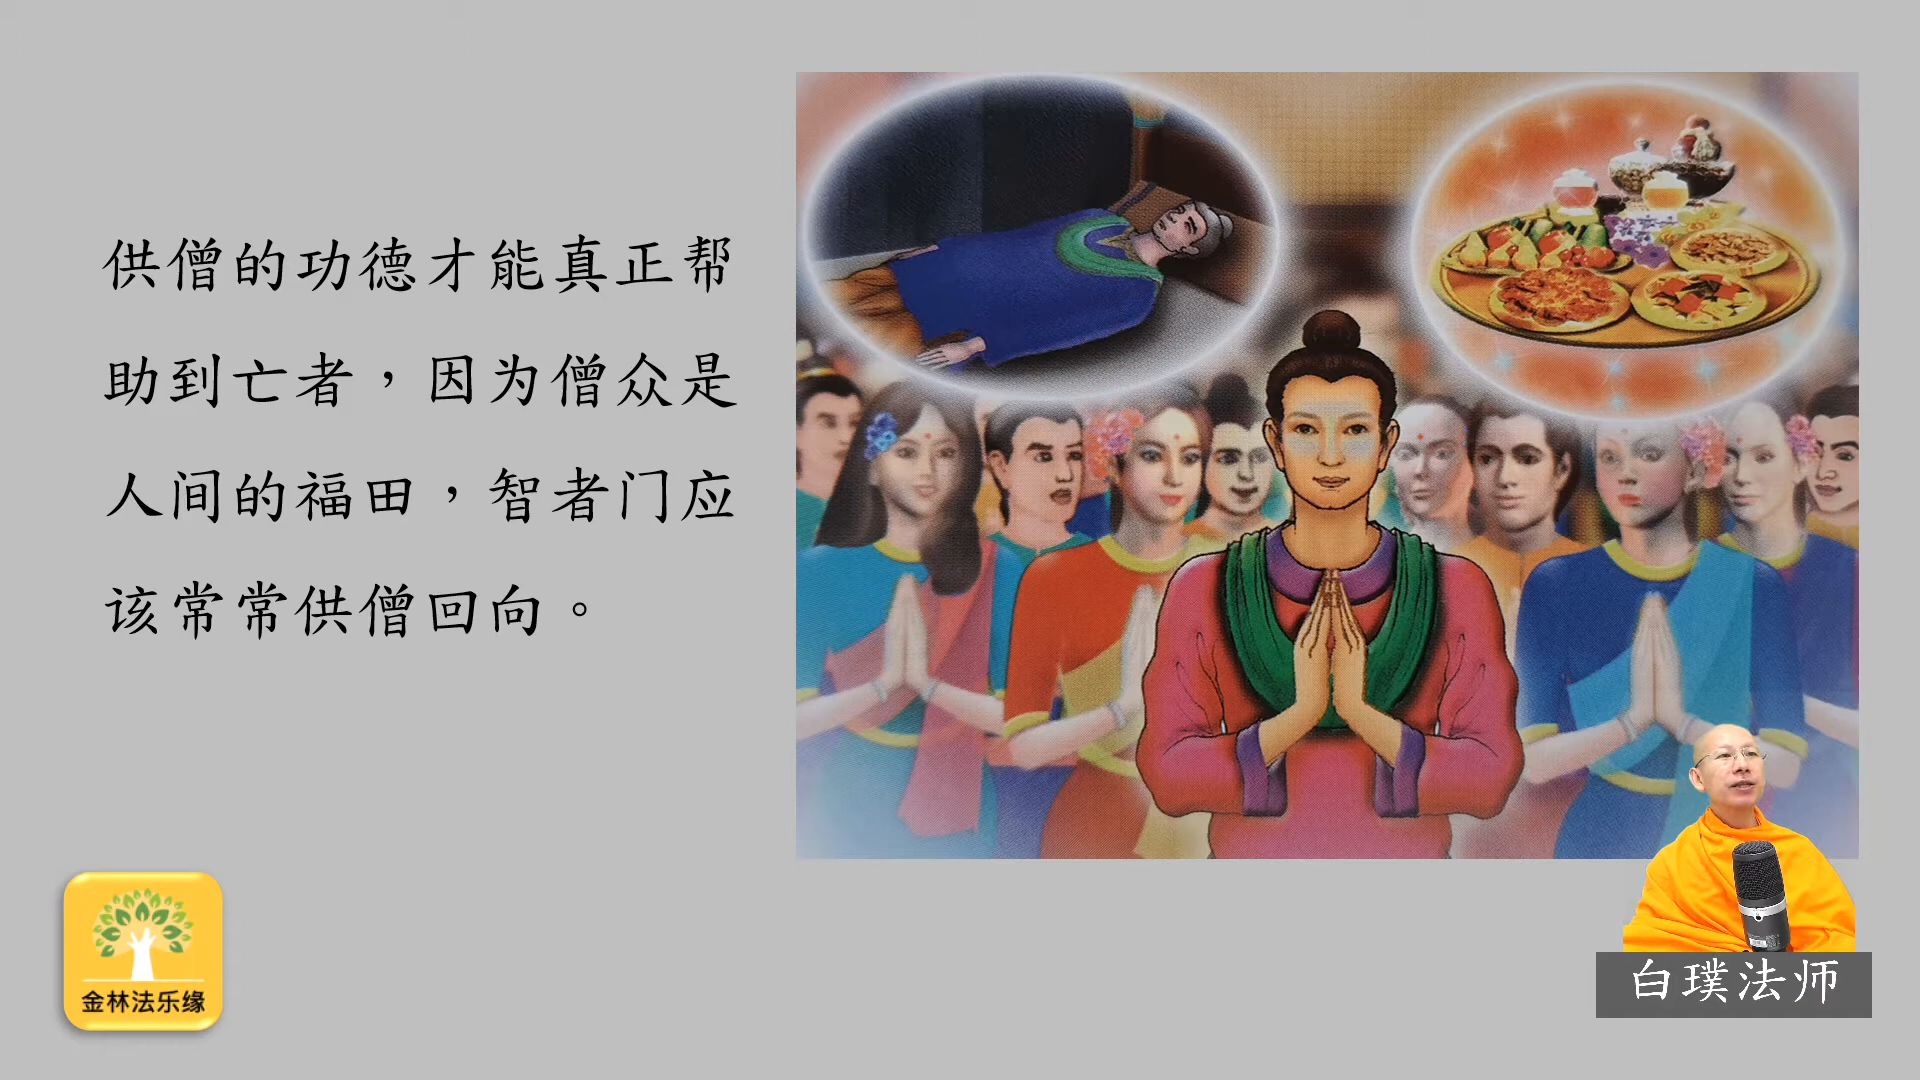 供僧的功德才能真正帮
助到亡者，因为僧众是
人间的福田，智者门应
该常常供僧回向。
金林法乐缘
白璞法师